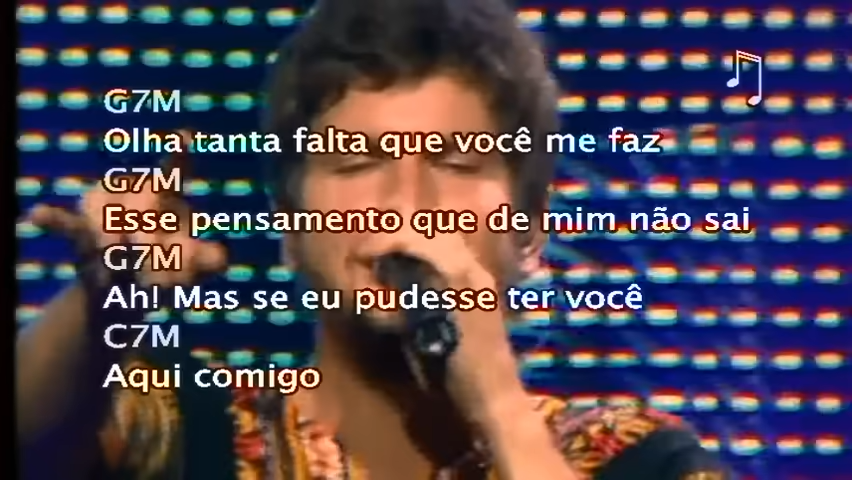 G7M
Olha tanta falta que você me faz
G7M
Esse pensamento que de mim não sai
G7M
Ah! Mas se eu pudesse ter você
C7M
Aqui comigo